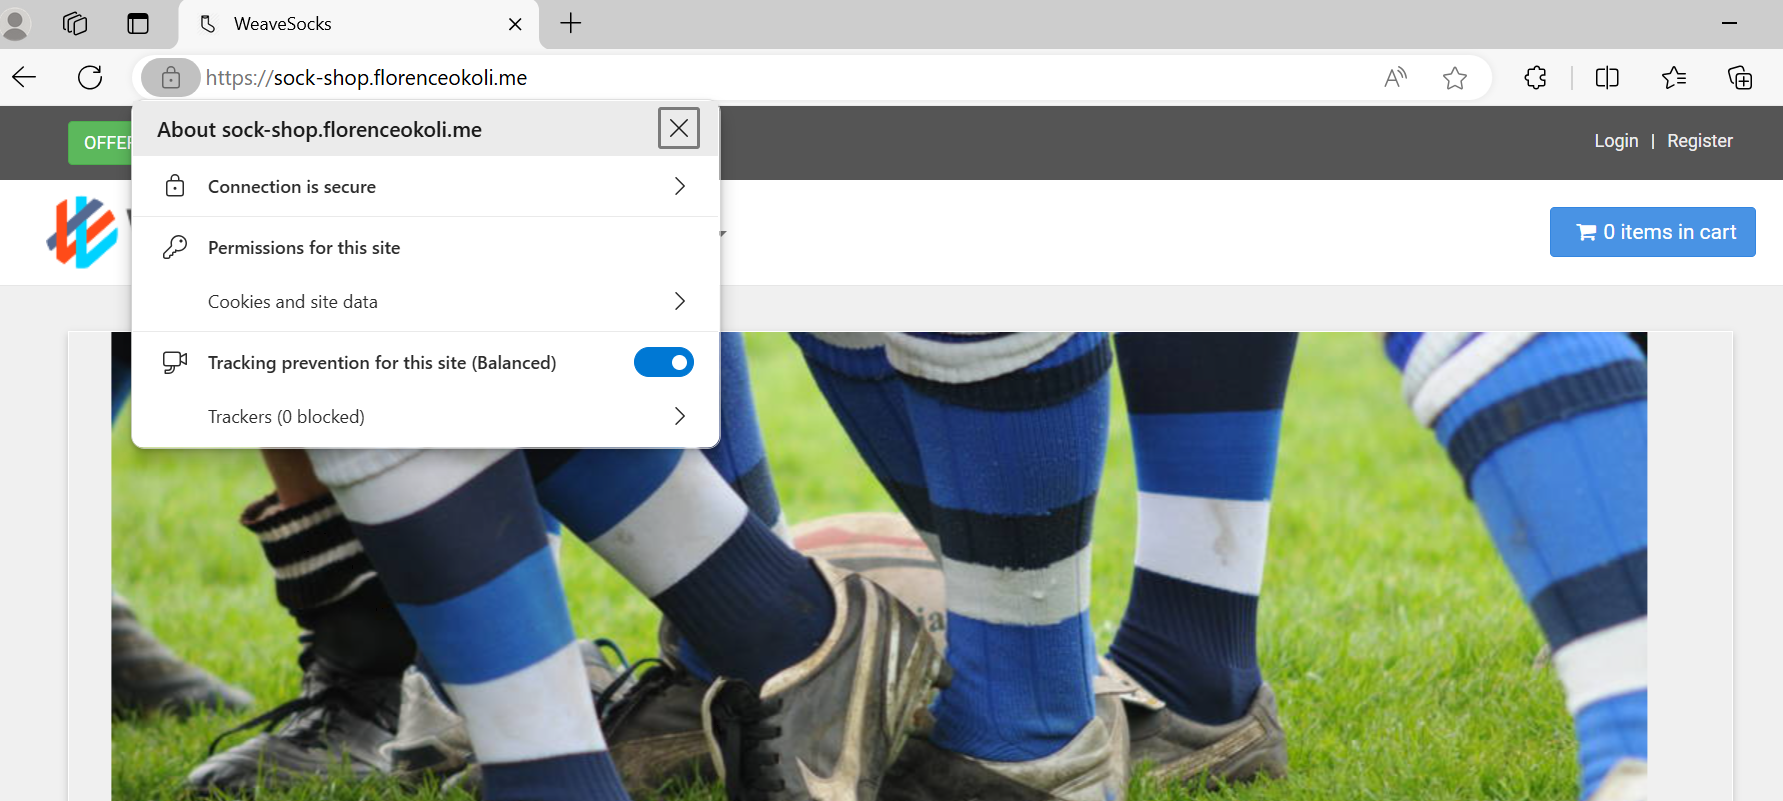 WeaveSocks
https://sock-shop.florenceokoli.me
About sock-shop.florenceokoli.me
OFFER
Login | Register
Connection is secure
Permissions for this site
0 items in cart
Cookies and site data
Tracking prevention for this site (Balanced)
Trackers (0 blocked)